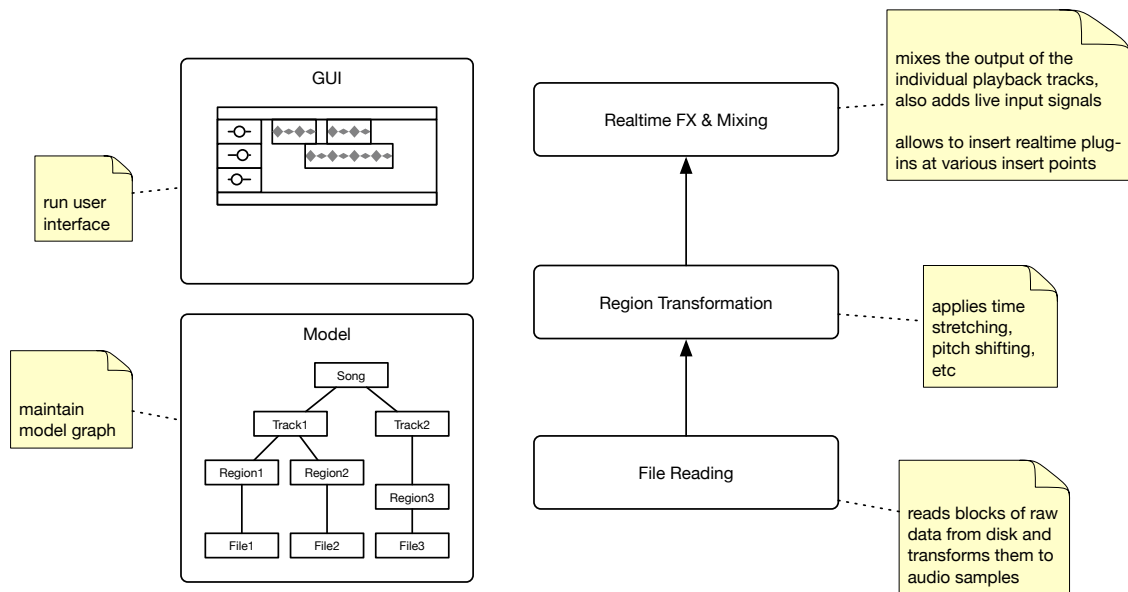 GUI
run user
interface
Model
Song
Track1
Track2
Region1
Region2
Region3
File1
File2
File3
maintain
model graph
Realtime FX & Mixing
mixes the output of the
individual playback tracks,
also adds live input signals
allows to insert realtime plug-
ins at various insert points
Region Transformation
applies time
stretching,
pitch shifting,
etc
File Reading
reads blocks of raw
data from disk and
transforms them to
audio samples